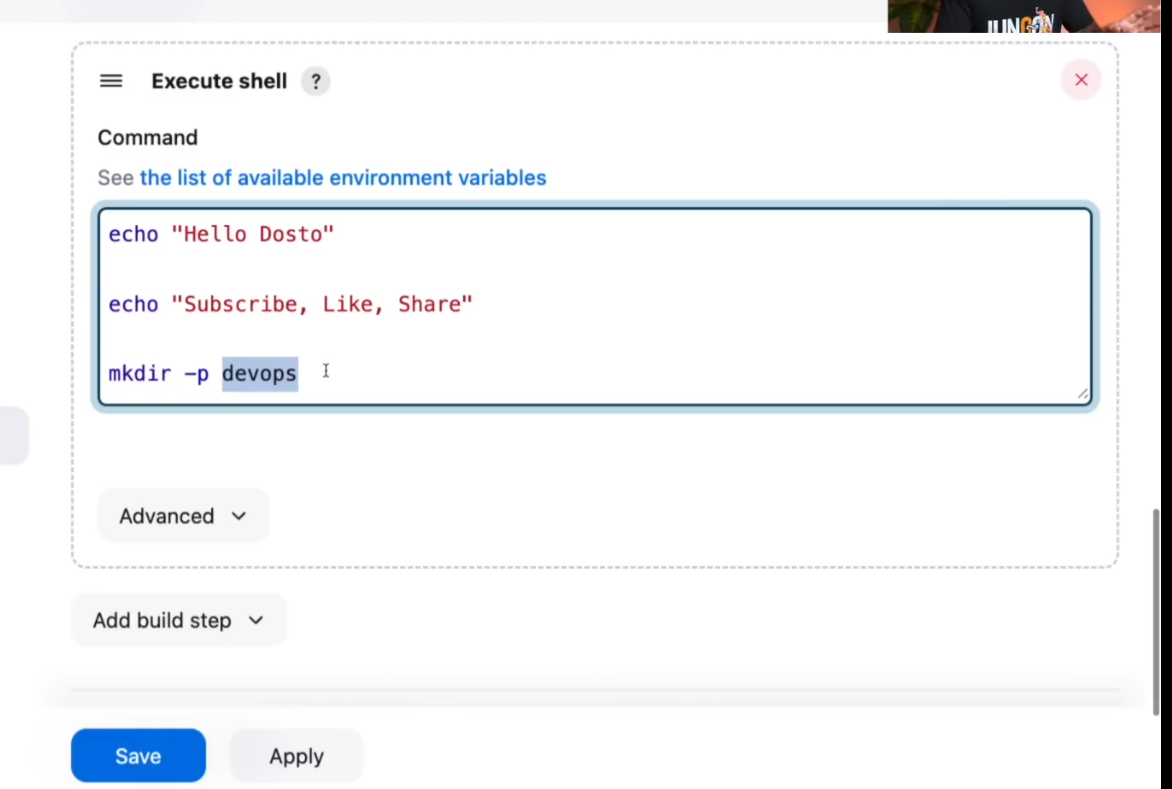 JUNOON
Execute shell ?
Command
See the list of available environment variables
echo "Hello Dosto"
echo "Subscribe, Like, Share"
mkdir -p devops
Advanced
Add build step
Save Apply